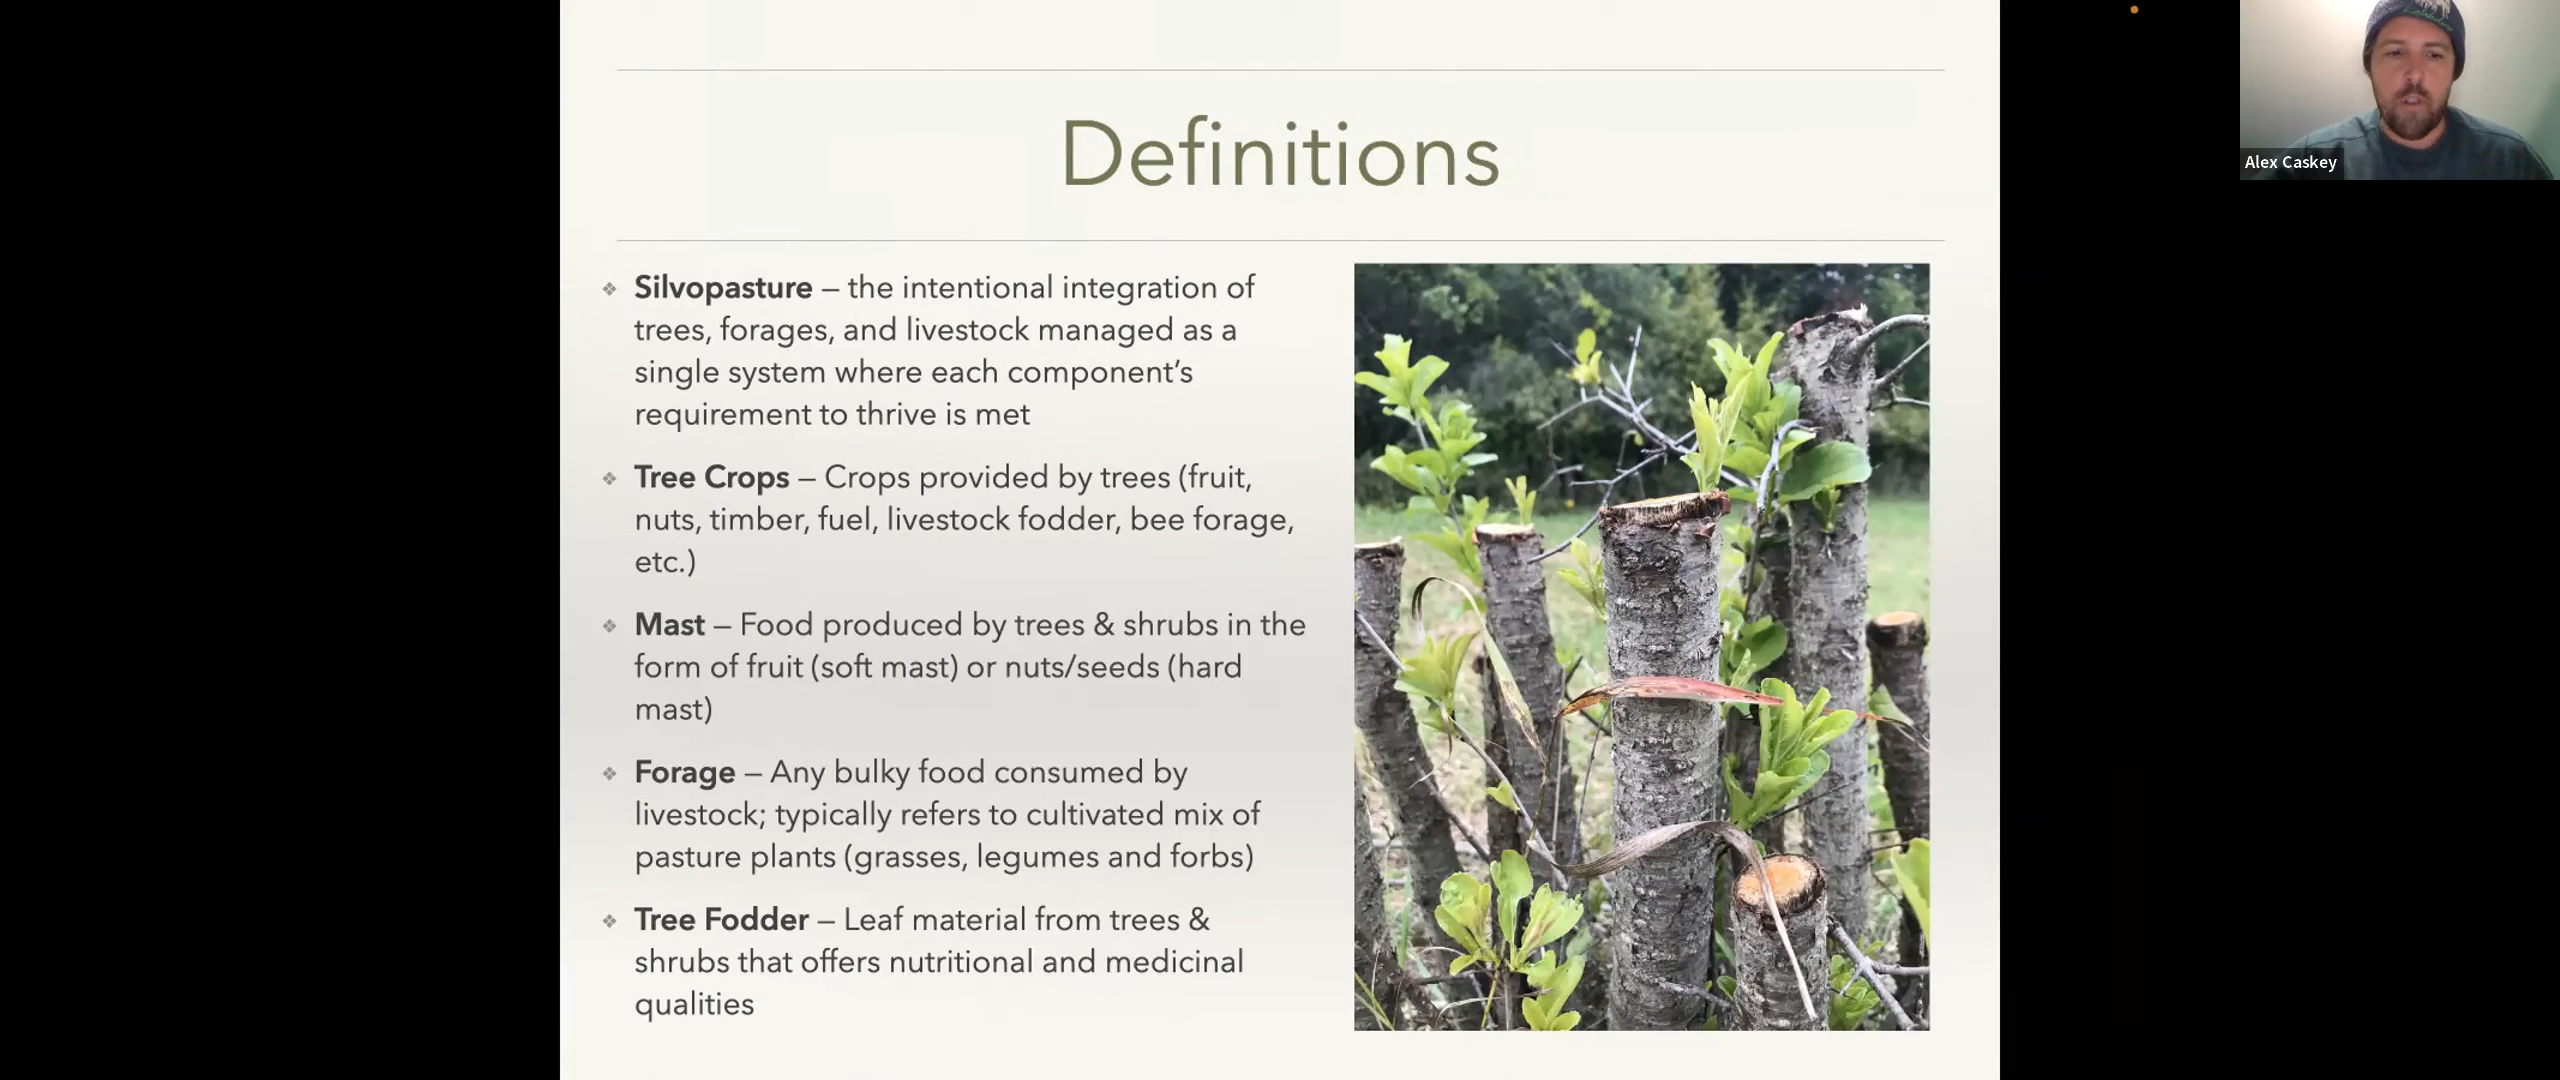 Definitions
❖ Silvopasture – the intentional integration of
trees, forages, and livestock managed as a
single system where each component’s
requirement to thrive is met
❖ Tree Crops – Crops provided by trees (fruit,
nuts, timber, fuel, livestock fodder, bee forage,
etc.)
❖ Mast – Food produced by trees & shrubs in the
form of fruit (soft mast) or nuts/seeds (hard
mast)
❖ Forage – Any bulky food consumed by
livestock; typically refers to cultivated mix of
pasture plants (grasses, legumes and forbs)
❖ Tree Fodder – Leaf material from trees &
shrubs that offers nutritional and medicinal
qualities
Alex Caskey